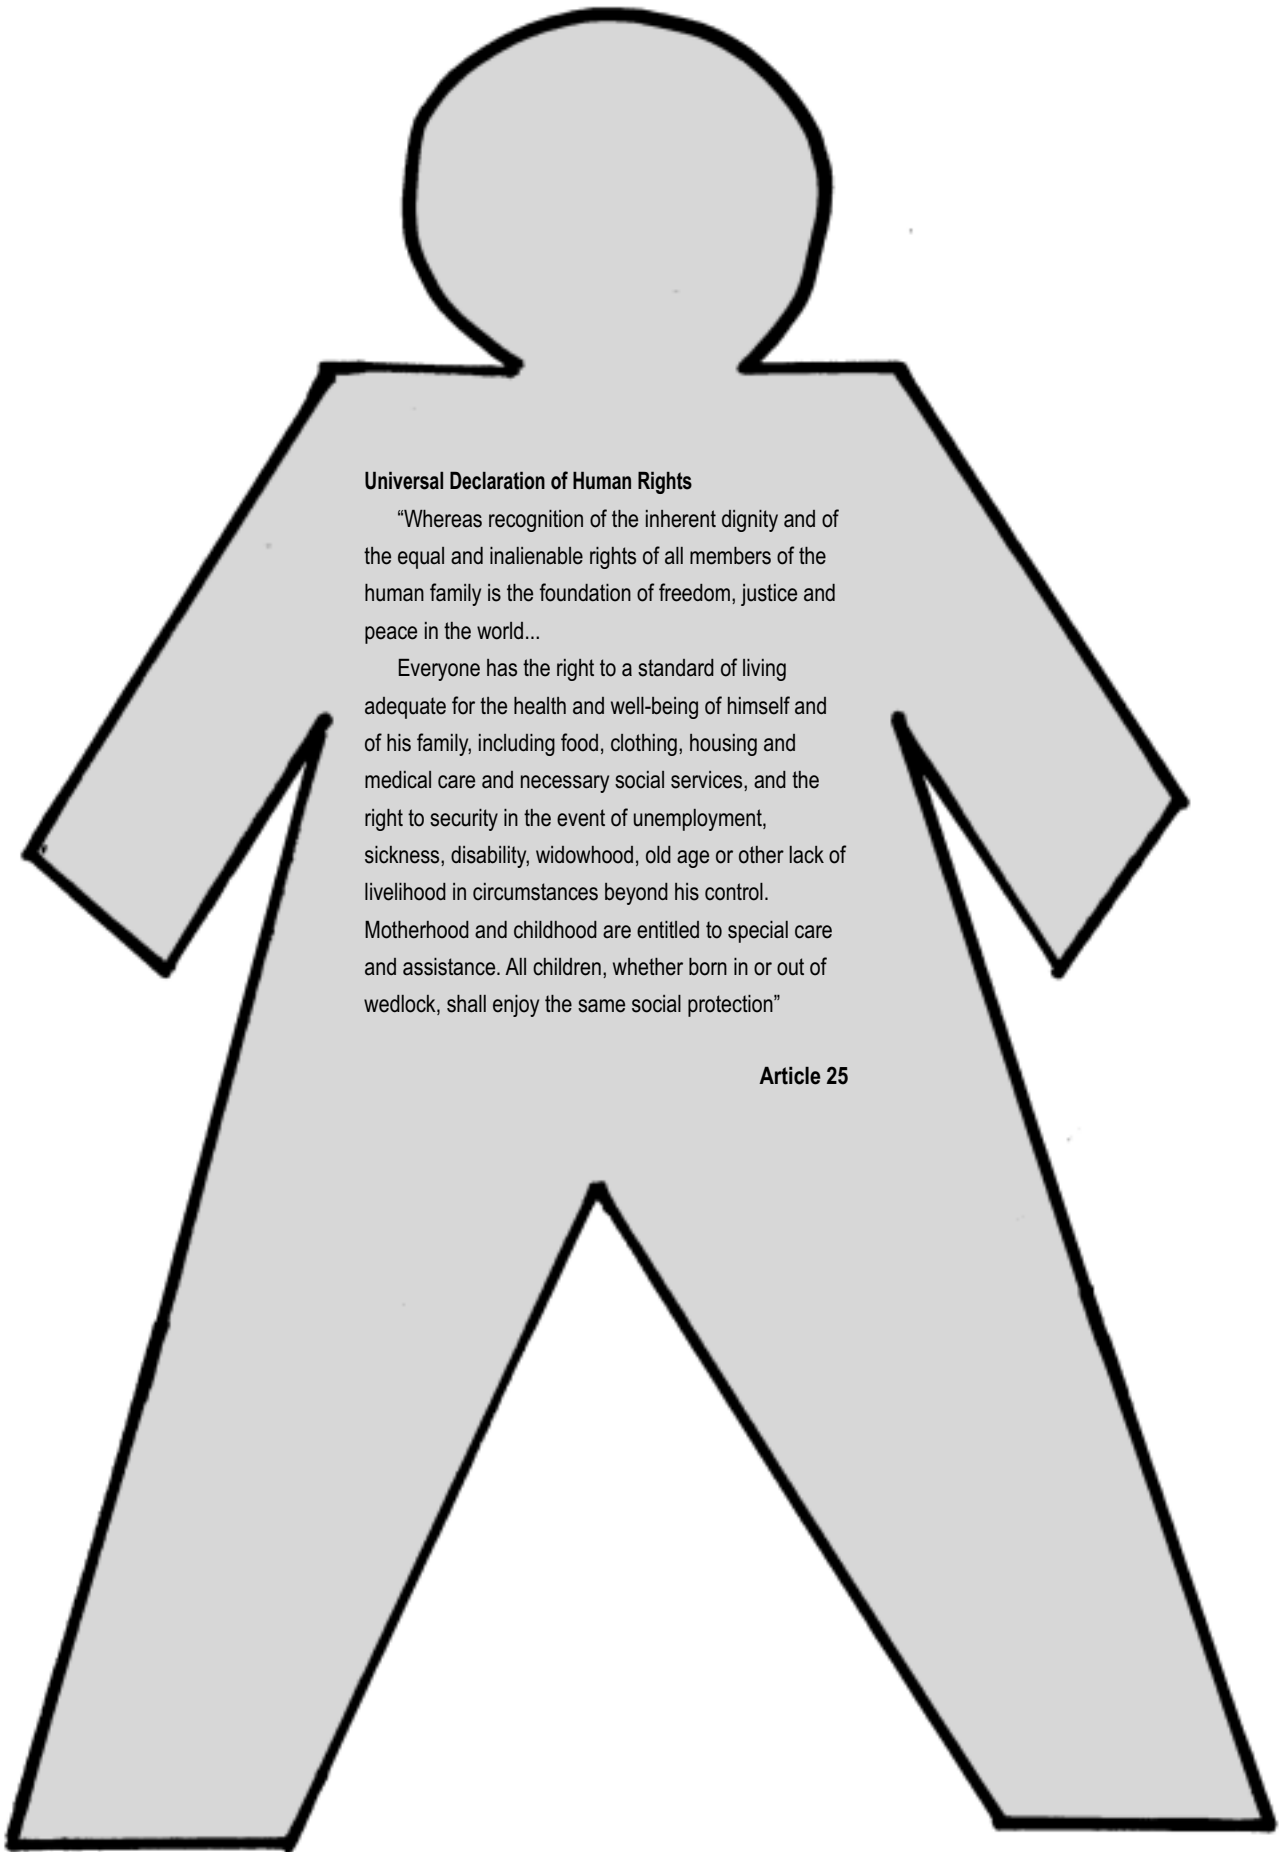 Universal Declaration of Human Rights
“Whereas recognition of the inherent dignity and of
the equal and inalienable rights of all members of the
human family is the foundation of freedom, justice and
peace in the world...
Everyone has the right to a standard of living
adequate for the health and well-being of himself and
of his family, including food, clothing, housing and
medical care and necessary social services, and the
right to security in the event of unemployment,
sickness, disability, widowhood, old age or other lack of
livelihood in circumstances beyond his control.
Motherhood and childhood are entitled to special care
and assistance. All children, whether born in or out of
wedlock, shall enjoy the same social protection”
Article 25